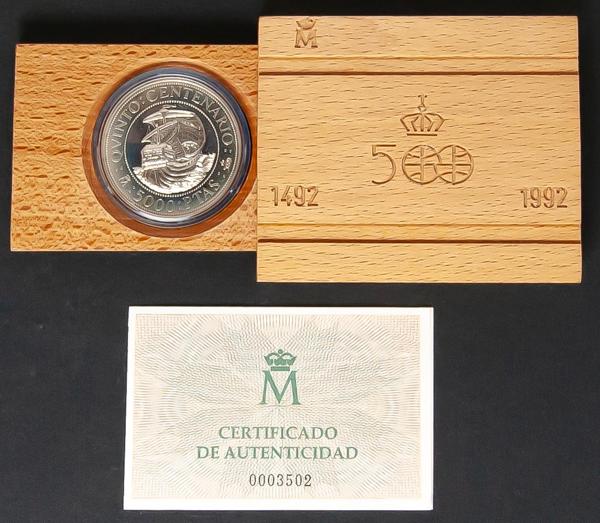 M
QVINTO: CENTENARIO
M 5000 PTAS
500
1492
1992
M
CERTIFICADO
DE AUTENTICIDAD
0003502